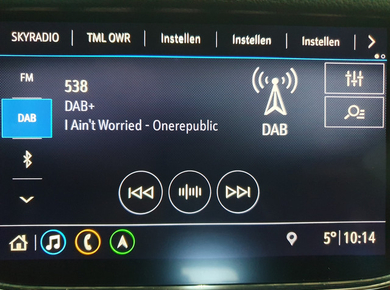 SKYRADIO TML OWR Instellen Instellen Instellen
FM
538
DAB+
DAB
I Ain't Worried - Onerepublic
DAB
5° 10:14